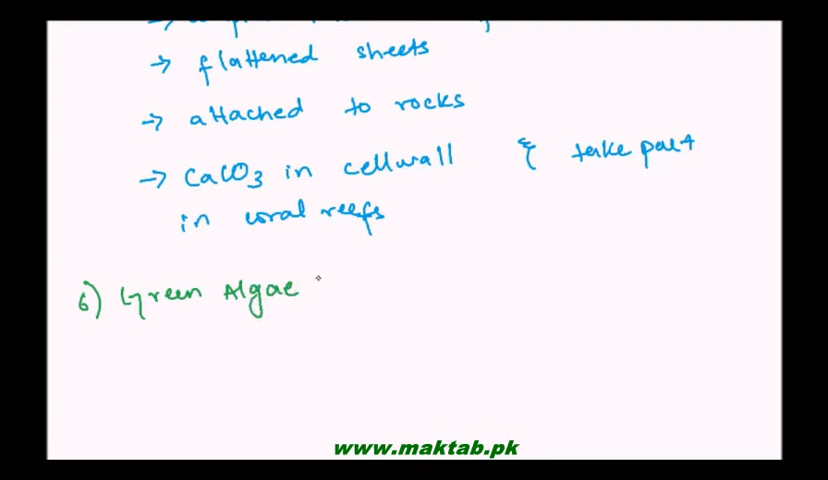 → flattened sheets
→ attached to rocks
→ CaCO3 in cellwall & take part
in coral reefs
6) Green Algae
www.maktab.pk